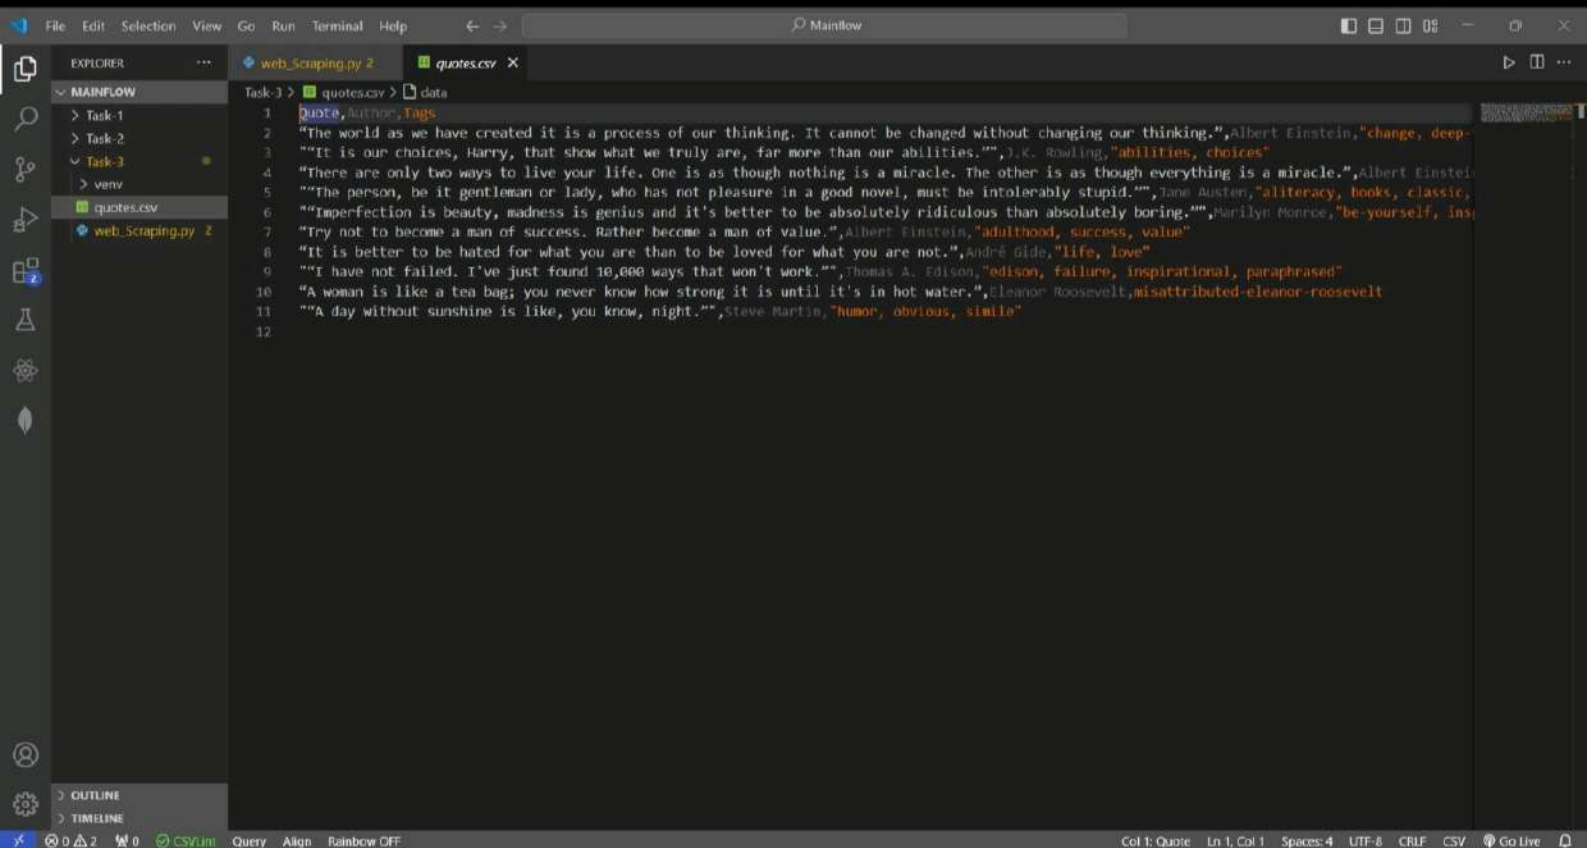 File Edit Selection View Go Run Terminal Help
Mainflow
EXPLORER
web_Scraping.py 2
quotes.csv
MAINFLOW
Task-3 > quotes.csv > data
Task-1
Task-2
Task-3
venv
quotes.csv
web_Scraping.py 2
1 Quote,Author,Tags
2 “The world as we have created it is a process of our thinking. It cannot be changed without changing our thinking.”,Albert Einstein,"change, deep-
3 "“It is our choices, Harry, that show what we truly are, far more than our abilities.”",J.K. Rowling,"abilities, choices"
4 “There are only two ways to live your life. One is as though nothing is a miracle. The other is as though everything is a miracle.”,Albert Einstei
5 "“The person, be it gentleman or lady, who has not pleasure in a good novel, must be intolerably stupid.”",Jane Austen,"aliteracy, books, classic,
6 "“Imperfection is beauty, madness is genius and it's better to be absolutely ridiculous than absolutely boring.”",Marilyn Monroe,"be-yourself, ins
7 “Try not to become a man of success. Rather become a man of value.”,Albert Einstein,"adulthood, success, value"
8 “It is better to be hated for what you are than to be loved for what you are not.”,André Gide,"life, love"
9 "“I have not failed. I've just found 10,000 ways that won't work.”",Thomas A. Edison,"edison, failure, inspirational, paraphrased"
10 “A woman is like a tea bag; you never know how strong it is until it's in hot water.”,Eleanor Roosevelt,misattributed-eleanor-roosevelt
11 "“A day without sunshine is like, you know, night.”",Steve Martin,"humor, obvious, simile"
12
2
OUTLINE
TIMELINE
0 2 0 CSVLint Query Align Rainbow OFF
Col 1: Quote Ln 1, Col 1 Spaces: 4 UTF-8 CRLF CSV Go Live